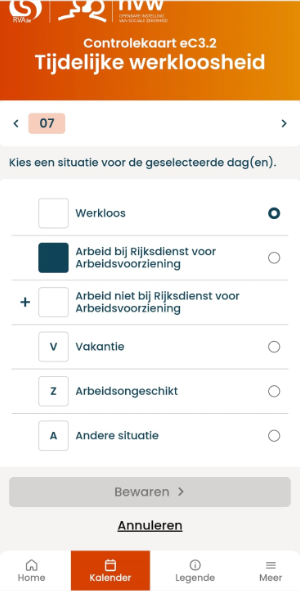 RVA.be
hvw
OPENBARE INSTELLING
VAN SOCIALE ZEKERHEID
Controlekaart eC3.2
Tijdelijke werkloosheid
07
Kies een situatie voor de geselecteerde dag(en).
Werkloos
Arbeid bij Rijksdienst voor
Arbeidsvoorziening
+ Arbeid niet bij Rijksdienst voor
Arbeidsvoorziening
V Vakantie
Z Arbeidsongeschikt
A Andere situatie
Bewaren >
Annuleren
Home Kalender Legende Meer